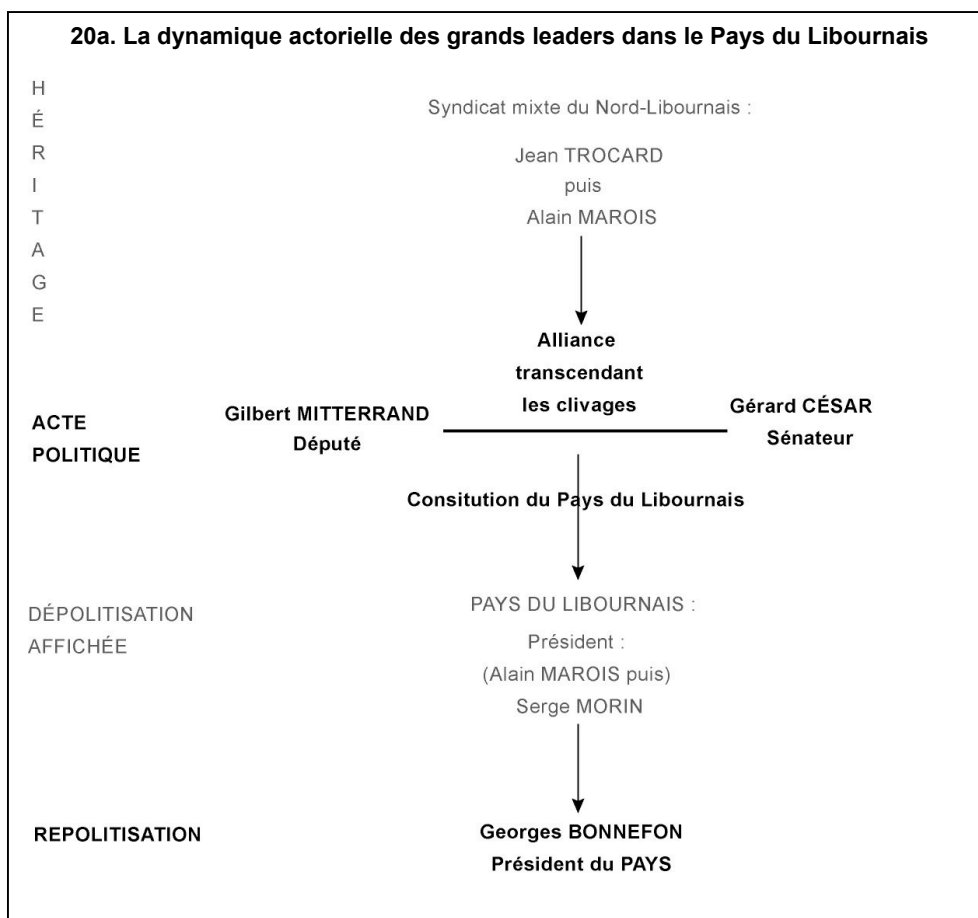 20a. La dynamique actorielle des grands leaders dans le Pays du Libournais
HÉRITAGE
Syndicat mixte du Nord-Libournais :
Jean TROCARD
puis
Alain MAROIS
Alliance
transcendant
les clivages
ACTE
POLITIQUE
Gilbert MITTERRAND
Député
Gérard CÉSAR
Sénateur
Consitution du Pays du Libournais
DÉPOLITISATION
AFFICHÉE
PAYS DU LIBOURNAIS :
Président :
(Alain MAROIS puis)
Serge MORIN
REPOLITISATION
Georges BONNEFON
Président du PAYS